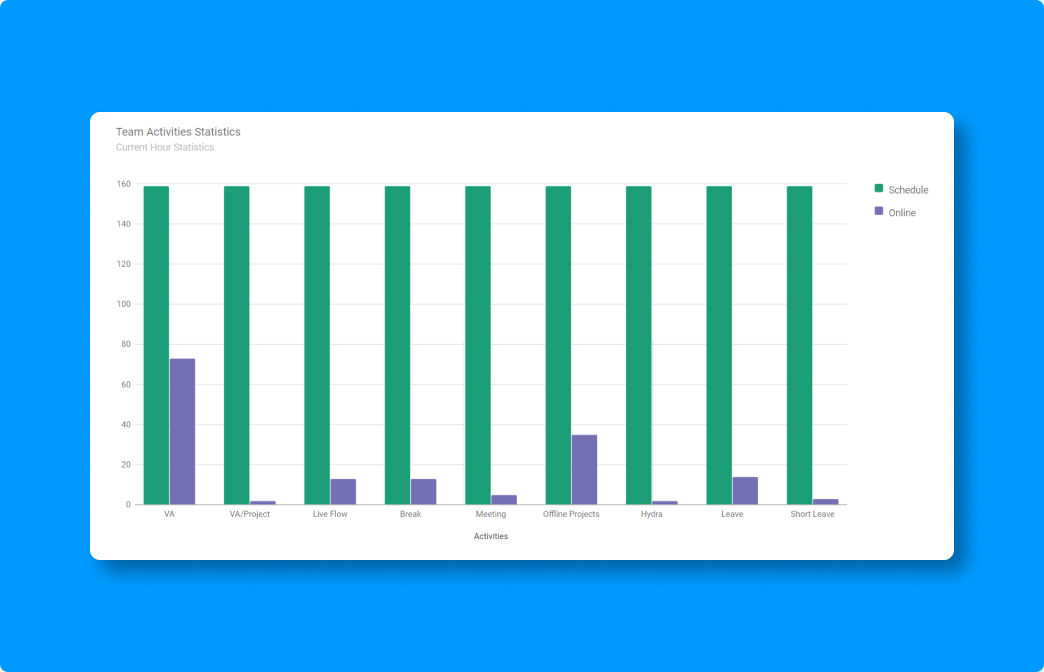 Team Activities Statistics
Current Hour Statistics
160
140
120
100
80
60
40
20
0
VA VA/Project Live Flow Break Meeting Offline Projects Hydra Leave Short Leave
Activities
Schedule
Online